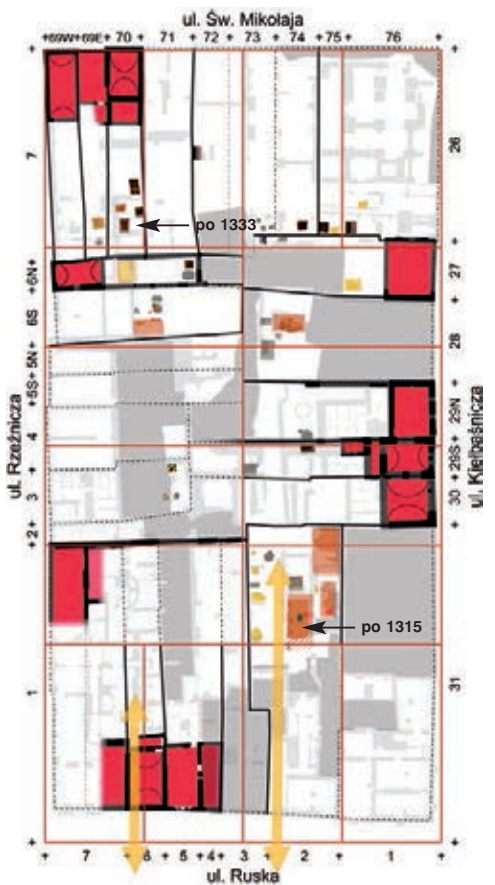 ul. Św. Mikołaja
+69W+69E+ 70 + 71 + 72 + 73 + 74 +75+ 76 +
7
26
po 1333
+6N+
27
6S
28
ul. Rzeźnicza
+5S+5N+
29N
ul. Kiełbaśnicza
4
29S+
3
30
+2+
po 1315
1
31
+ 7 + 6 + 5 +4+ 3 + 2 + 1 +
ul. Ruska